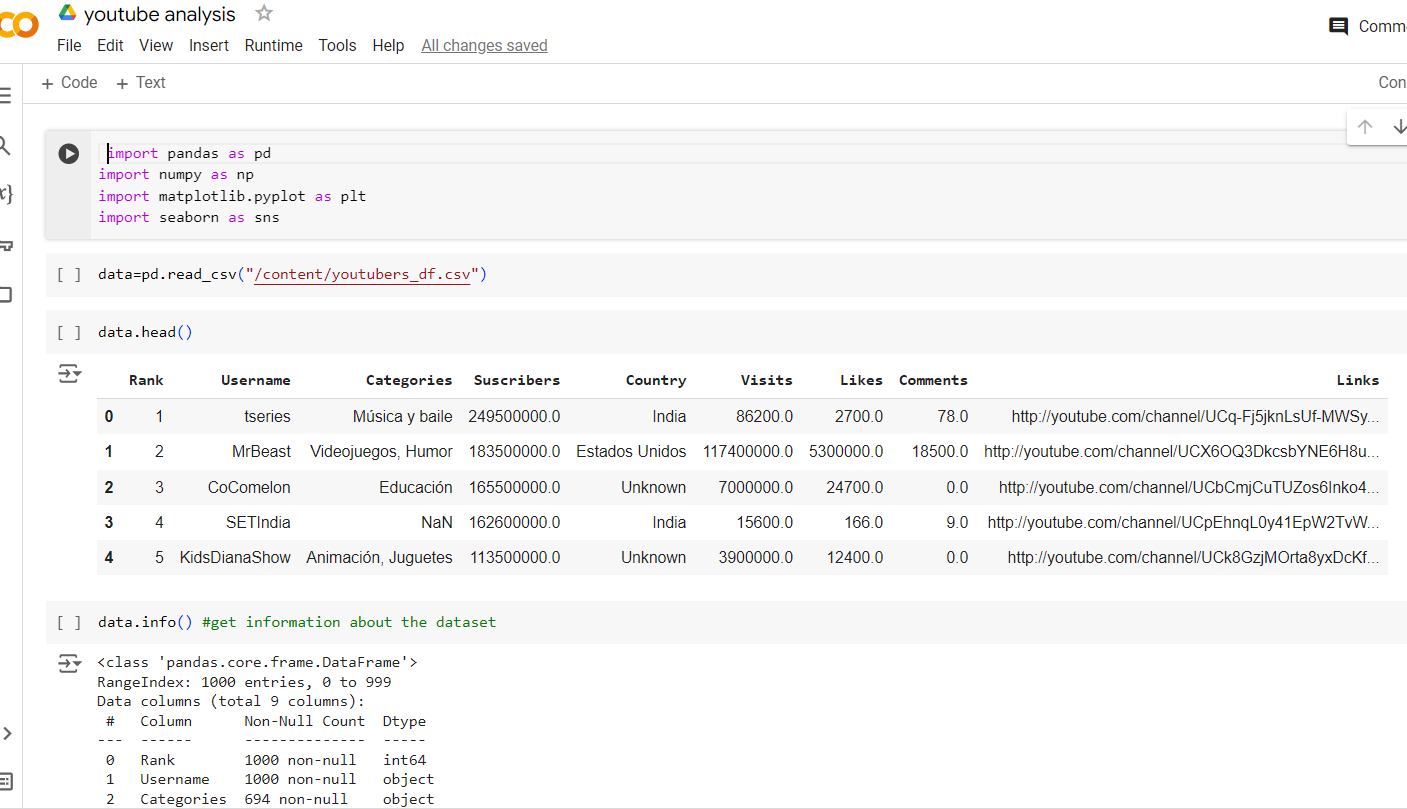 youtube analysis
File Edit View Insert Runtime Tools Help All changes saved
Comme
+ Code + Text
Con
import pandas as pd
import numpy as np
import matplotlib.pyplot as plt
import seaborn as sns
[ ] data=pd.read_csv("/content/youtubers_df.csv")
[ ] data.head()
Rank Username Categories Suscribers Country Visits Likes Comments Links
0 1 tseries Música y baile 249500000.0 India 86200.0 2700.0 78.0 http://youtube.com/channel/UCq-Fj5jknLsUf-MWSy...
1 2 MrBeast Videojuegos, Humor 183500000.0 Estados Unidos 117400000.0 5300000.0 18500.0 http://youtube.com/channel/UCX6OQ3DkcsbYNE6H8u...
2 3 CoComelon Educación 165500000.0 Unknown 7000000.0 24700.0 0.0 http://youtube.com/channel/UCbCmjCuTUZos6Inko4...
3 4 SETIndia NaN 162600000.0 India 15600.0 166.0 9.0 http://youtube.com/channel/UCpEhnqL0y41EpW2TvW...
4 5 KidsDianaShow Animación, Juguetes 113500000.0 Unknown 3900000.0 12400.0 0.0 http://youtube.com/channel/UCk8GzjMOrta8yxDcKf...
[ ] data.info() #get information about the dataset
<class 'pandas.core.frame.DataFrame'>
RangeIndex: 1000 entries, 0 to 999
Data columns (total 9 columns):
# Column Non-Null Count Dtype
--- ------ -------------- -----
0 Rank 1000 non-null int64
1 Username 1000 non-null object
2 Categories 694 non-null object